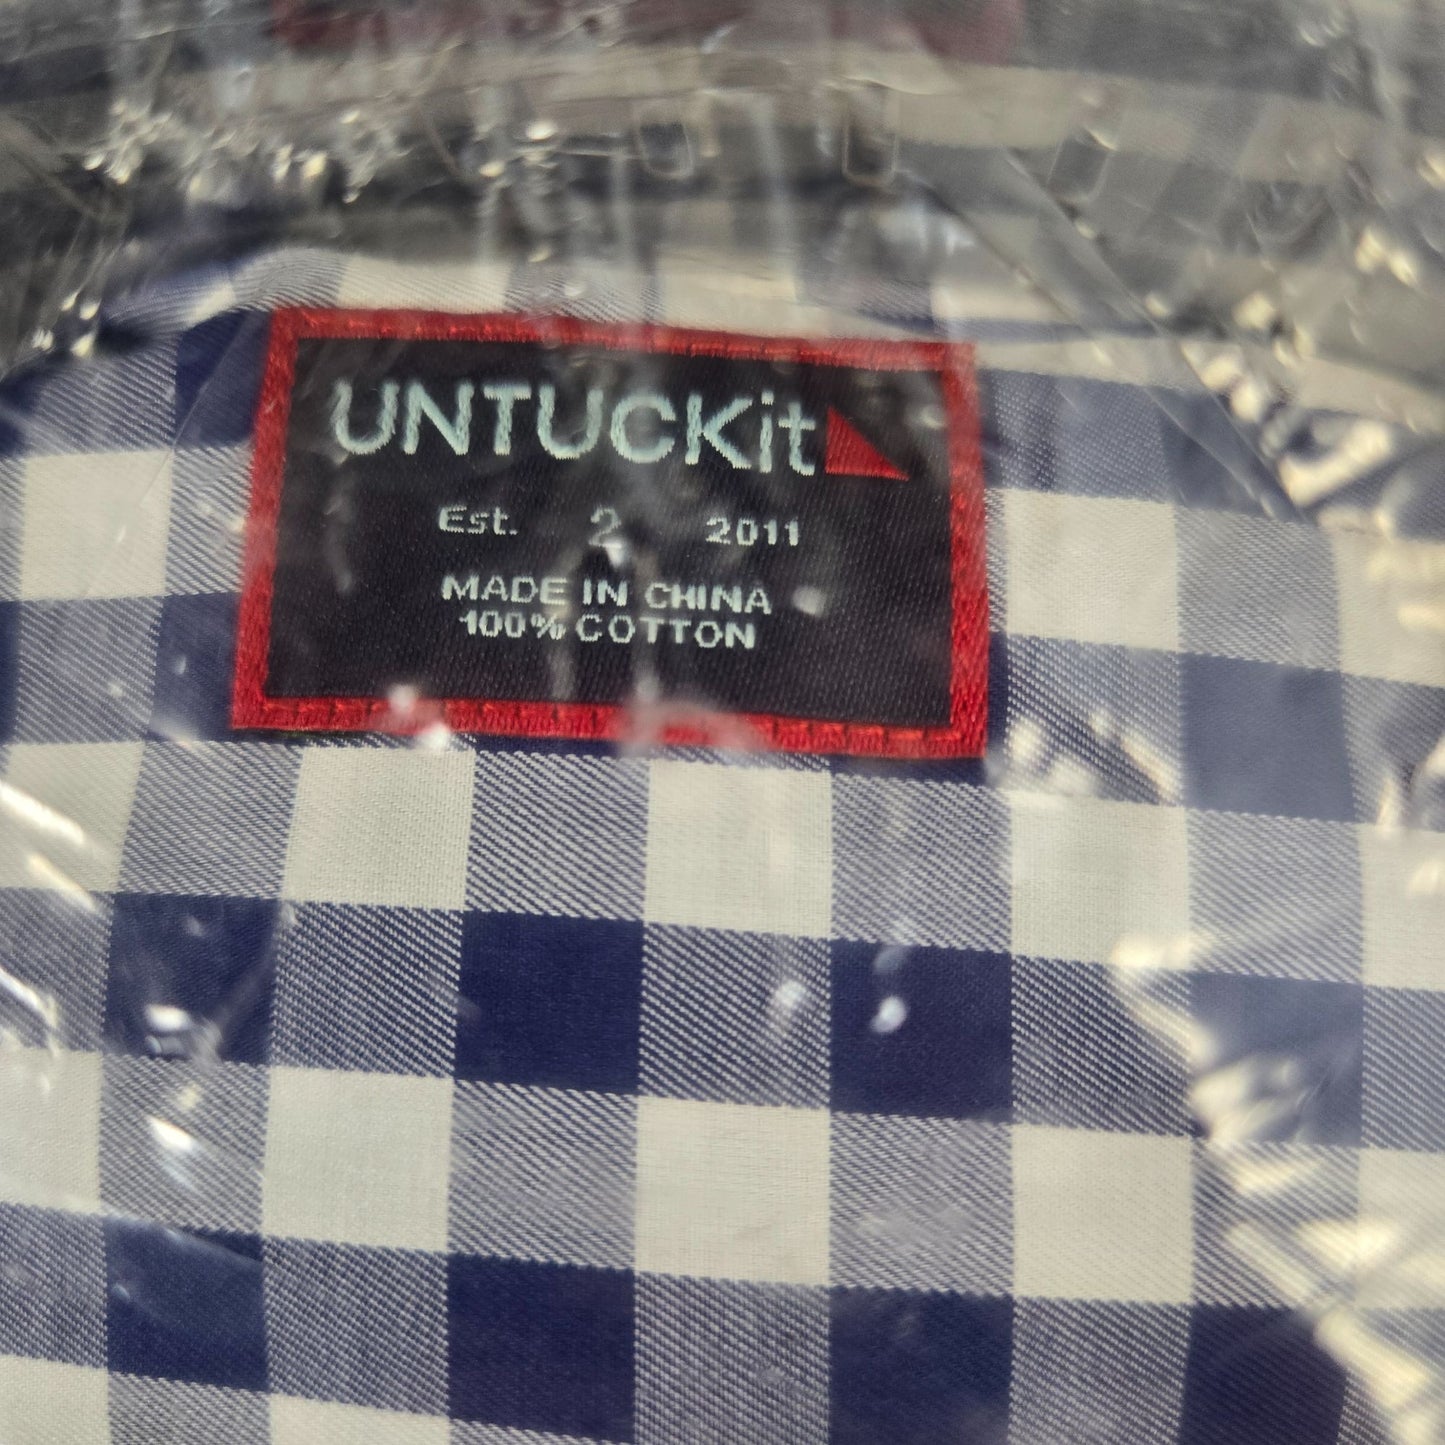 UNTUCKit
Est. 2 2011
MADE IN CHINA
100% COTTON